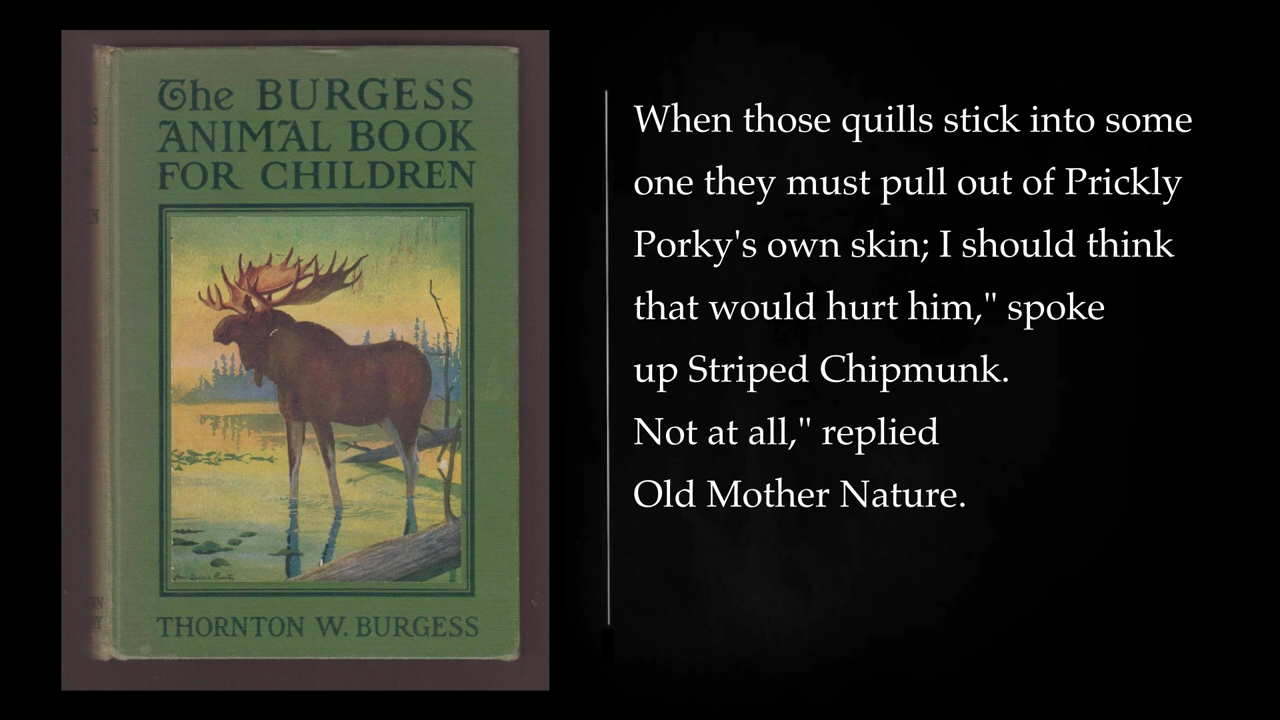 The BURGESS
ANIMAL BOOK
FOR CHILDREN
THORNTON W. BURGESS
When those quills stick into some
one they must pull out of Prickly
Porky's own skin; I should think
that would hurt him," spoke
up Striped Chipmunk.
Not at all," replied
Old Mother Nature.